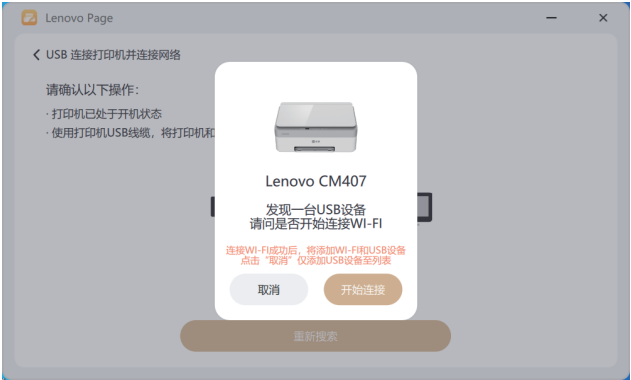 Lenovo Page
USB 连接打印机并连接网络
请确认以下操作：
· 打印机已处于开机状态
· 使用打印机USB线缆，将打印机和
Lenovo CM407
发现一台USB设备
请问是否开始连接WI-FI
连接WI-FI成功后，将添加WI-FI和USB设备
点击“取消”仅添加USB设备至列表
取消
开始连接
重新搜索